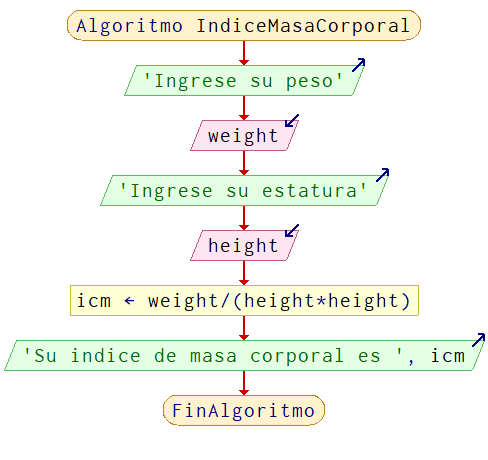 Algoritmo IndiceMasaCorporal
'Ingrese su peso'
weight
'Ingrese su estatura'
height
icm ← weight/(height*height)
'Su indice de masa corporal es ', icm
FinAlgoritmo